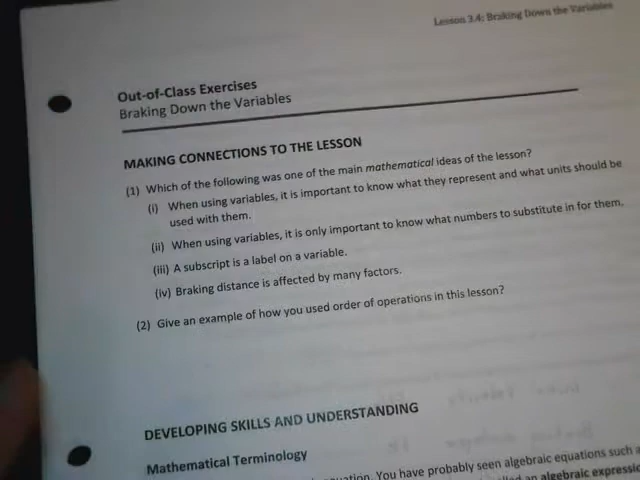 Lesson 3.4: Braking Down the Variables
Out-of-Class Exercises
Braking Down the Variables
MAKING CONNECTIONS TO THE LESSON
(1) Which of the following was one of the main mathematical ideas of the lesson?
(i) When using variables, it is important to know what they represent and what units should be
used with them.
(ii) When using variables, it is only important to know what numbers to substitute in for them.
(iii) A subscript is a label on a variable.
(iv) Braking distance is affected by many factors.
(2) Give an example of how you used order of operations in this lesson?
DEVELOPING SKILLS AND UNDERSTANDING
Mathematical Terminology
You have probably seen algebraic equations such
an algebraic